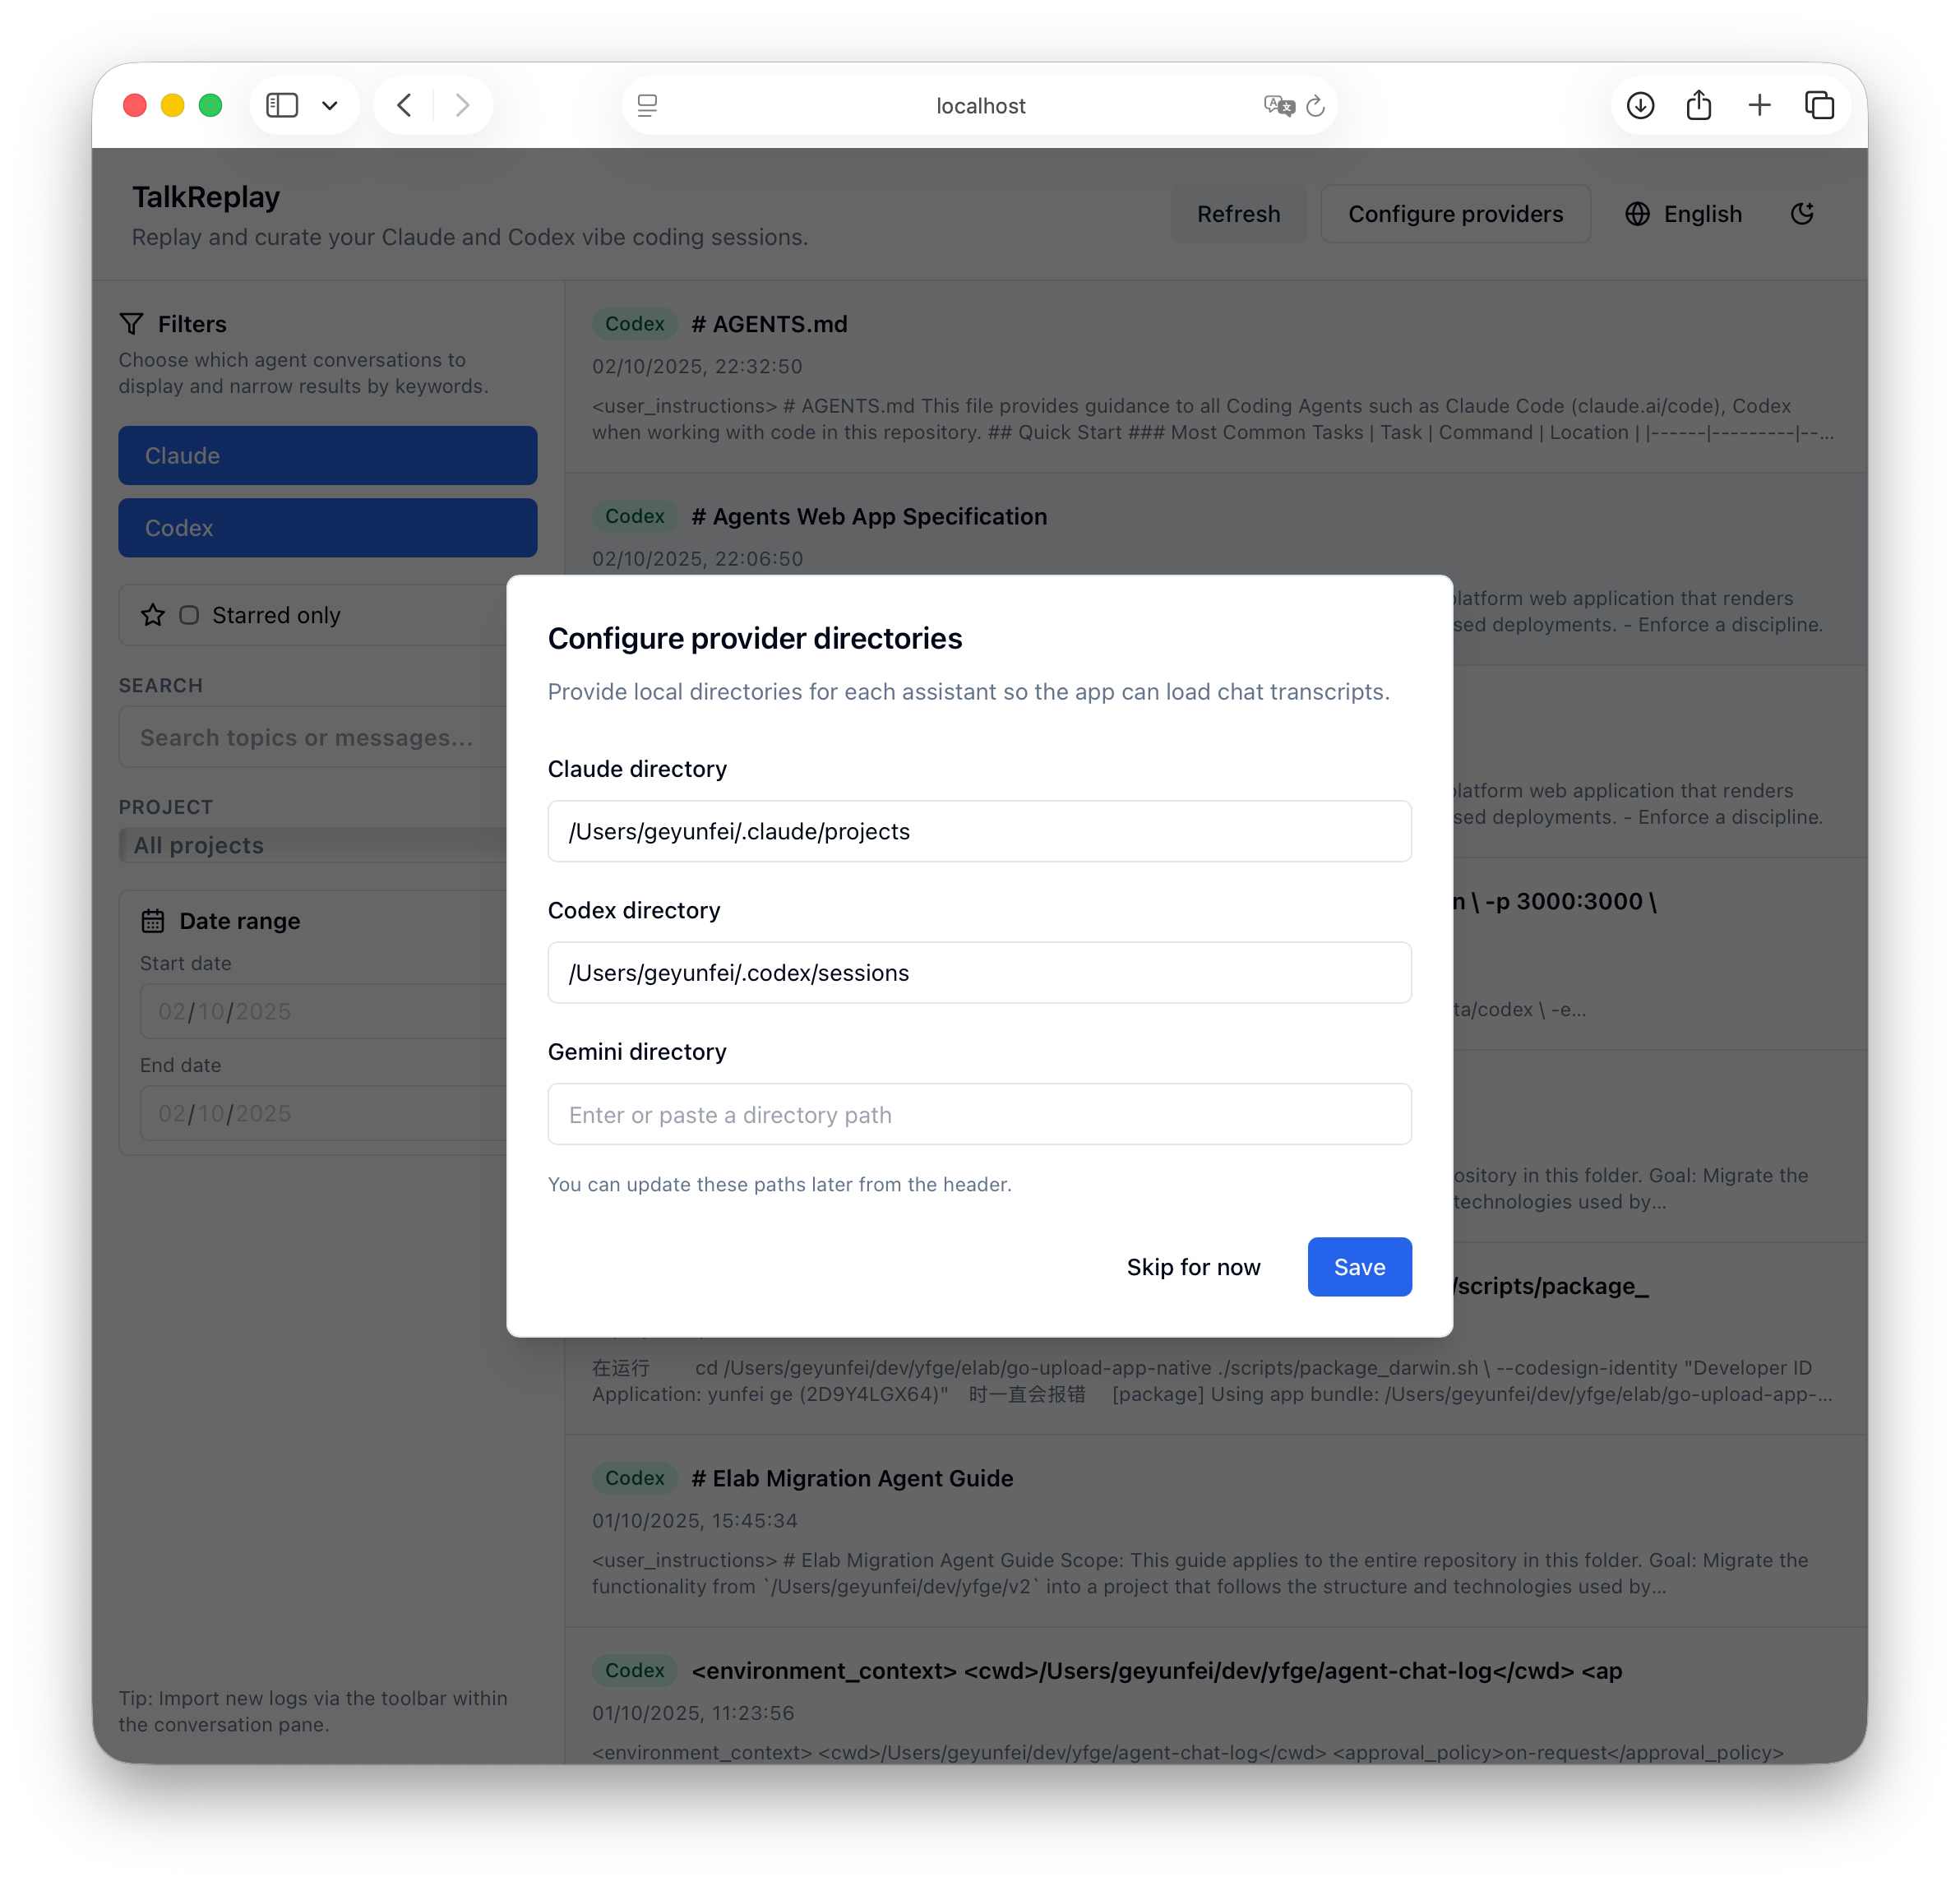 localhost
TalkReplay
Replay and curate your Claude and Codex vibe coding sessions.
Refresh
Configure providers
English
Filters
Choose which agent conversations to
display and narrow results by keywords.
Claude
Codex
Starred only
SEARCH
Search topics or messages...
PROJECT
All projects
Date range
Start date
02/10/2025
End date
02/10/2025
Tip: Import new logs via the toolbar within
the conversation pane.
Codex # AGENTS.md
02/10/2025, 22:32:50
<user_instructions> # AGENTS.md This file provides guidance to all Coding Agents such as Claude Code (claude.ai/code), Codex
when working with code in this repository. ## Quick Start ### Most Common Tasks | Task | Command | Location | |------|---------|--...
Codex # Agents Web App Specification
02/10/2025, 22:06:50
platform web application that renders
sed deployments. - Enforce a discipline.
platform web application that renders
sed deployments. - Enforce a discipline.
n \ -p 3000:3000 \
ta/codex \ -e...
ository in this folder. Goal: Migrate the
technologies used by...
/scripts/package_
在运行 cd /Users/geyunfei/dev/yfge/elab/go-upload-app-native ./scripts/package_darwin.sh \ --codesign-identity "Developer ID
Application: yunfei ge (2D9Y4LGX64)" 时一直会报错 [package] Using app bundle: /Users/geyunfei/dev/yfge/elab/go-upload-app-...
Codex # Elab Migration Agent Guide
01/10/2025, 15:45:34
<user_instructions> # Elab Migration Agent Guide Scope: This guide applies to the entire repository in this folder. Goal: Migrate the
functionality from `/Users/geyunfei/dev/yfge/v2` into a project that follows the structure and technologies used by...
Codex <environment_context> <cwd>/Users/geyunfei/dev/yfge/agent-chat-log</cwd> <ap
01/10/2025, 11:23:56
<environment_context> <cwd>/Users/geyunfei/dev/yfge/agent-chat-log</cwd> <approval_policy>on-request</approval_policy>
Configure provider directories
Provide local directories for each assistant so the app can load chat transcripts.
Claude directory
/Users/geyunfei/.claude/projects
Codex directory
/Users/geyunfei/.codex/sessions
Gemini directory
Enter or paste a directory path
You can update these paths later from the header.
Skip for now
Save